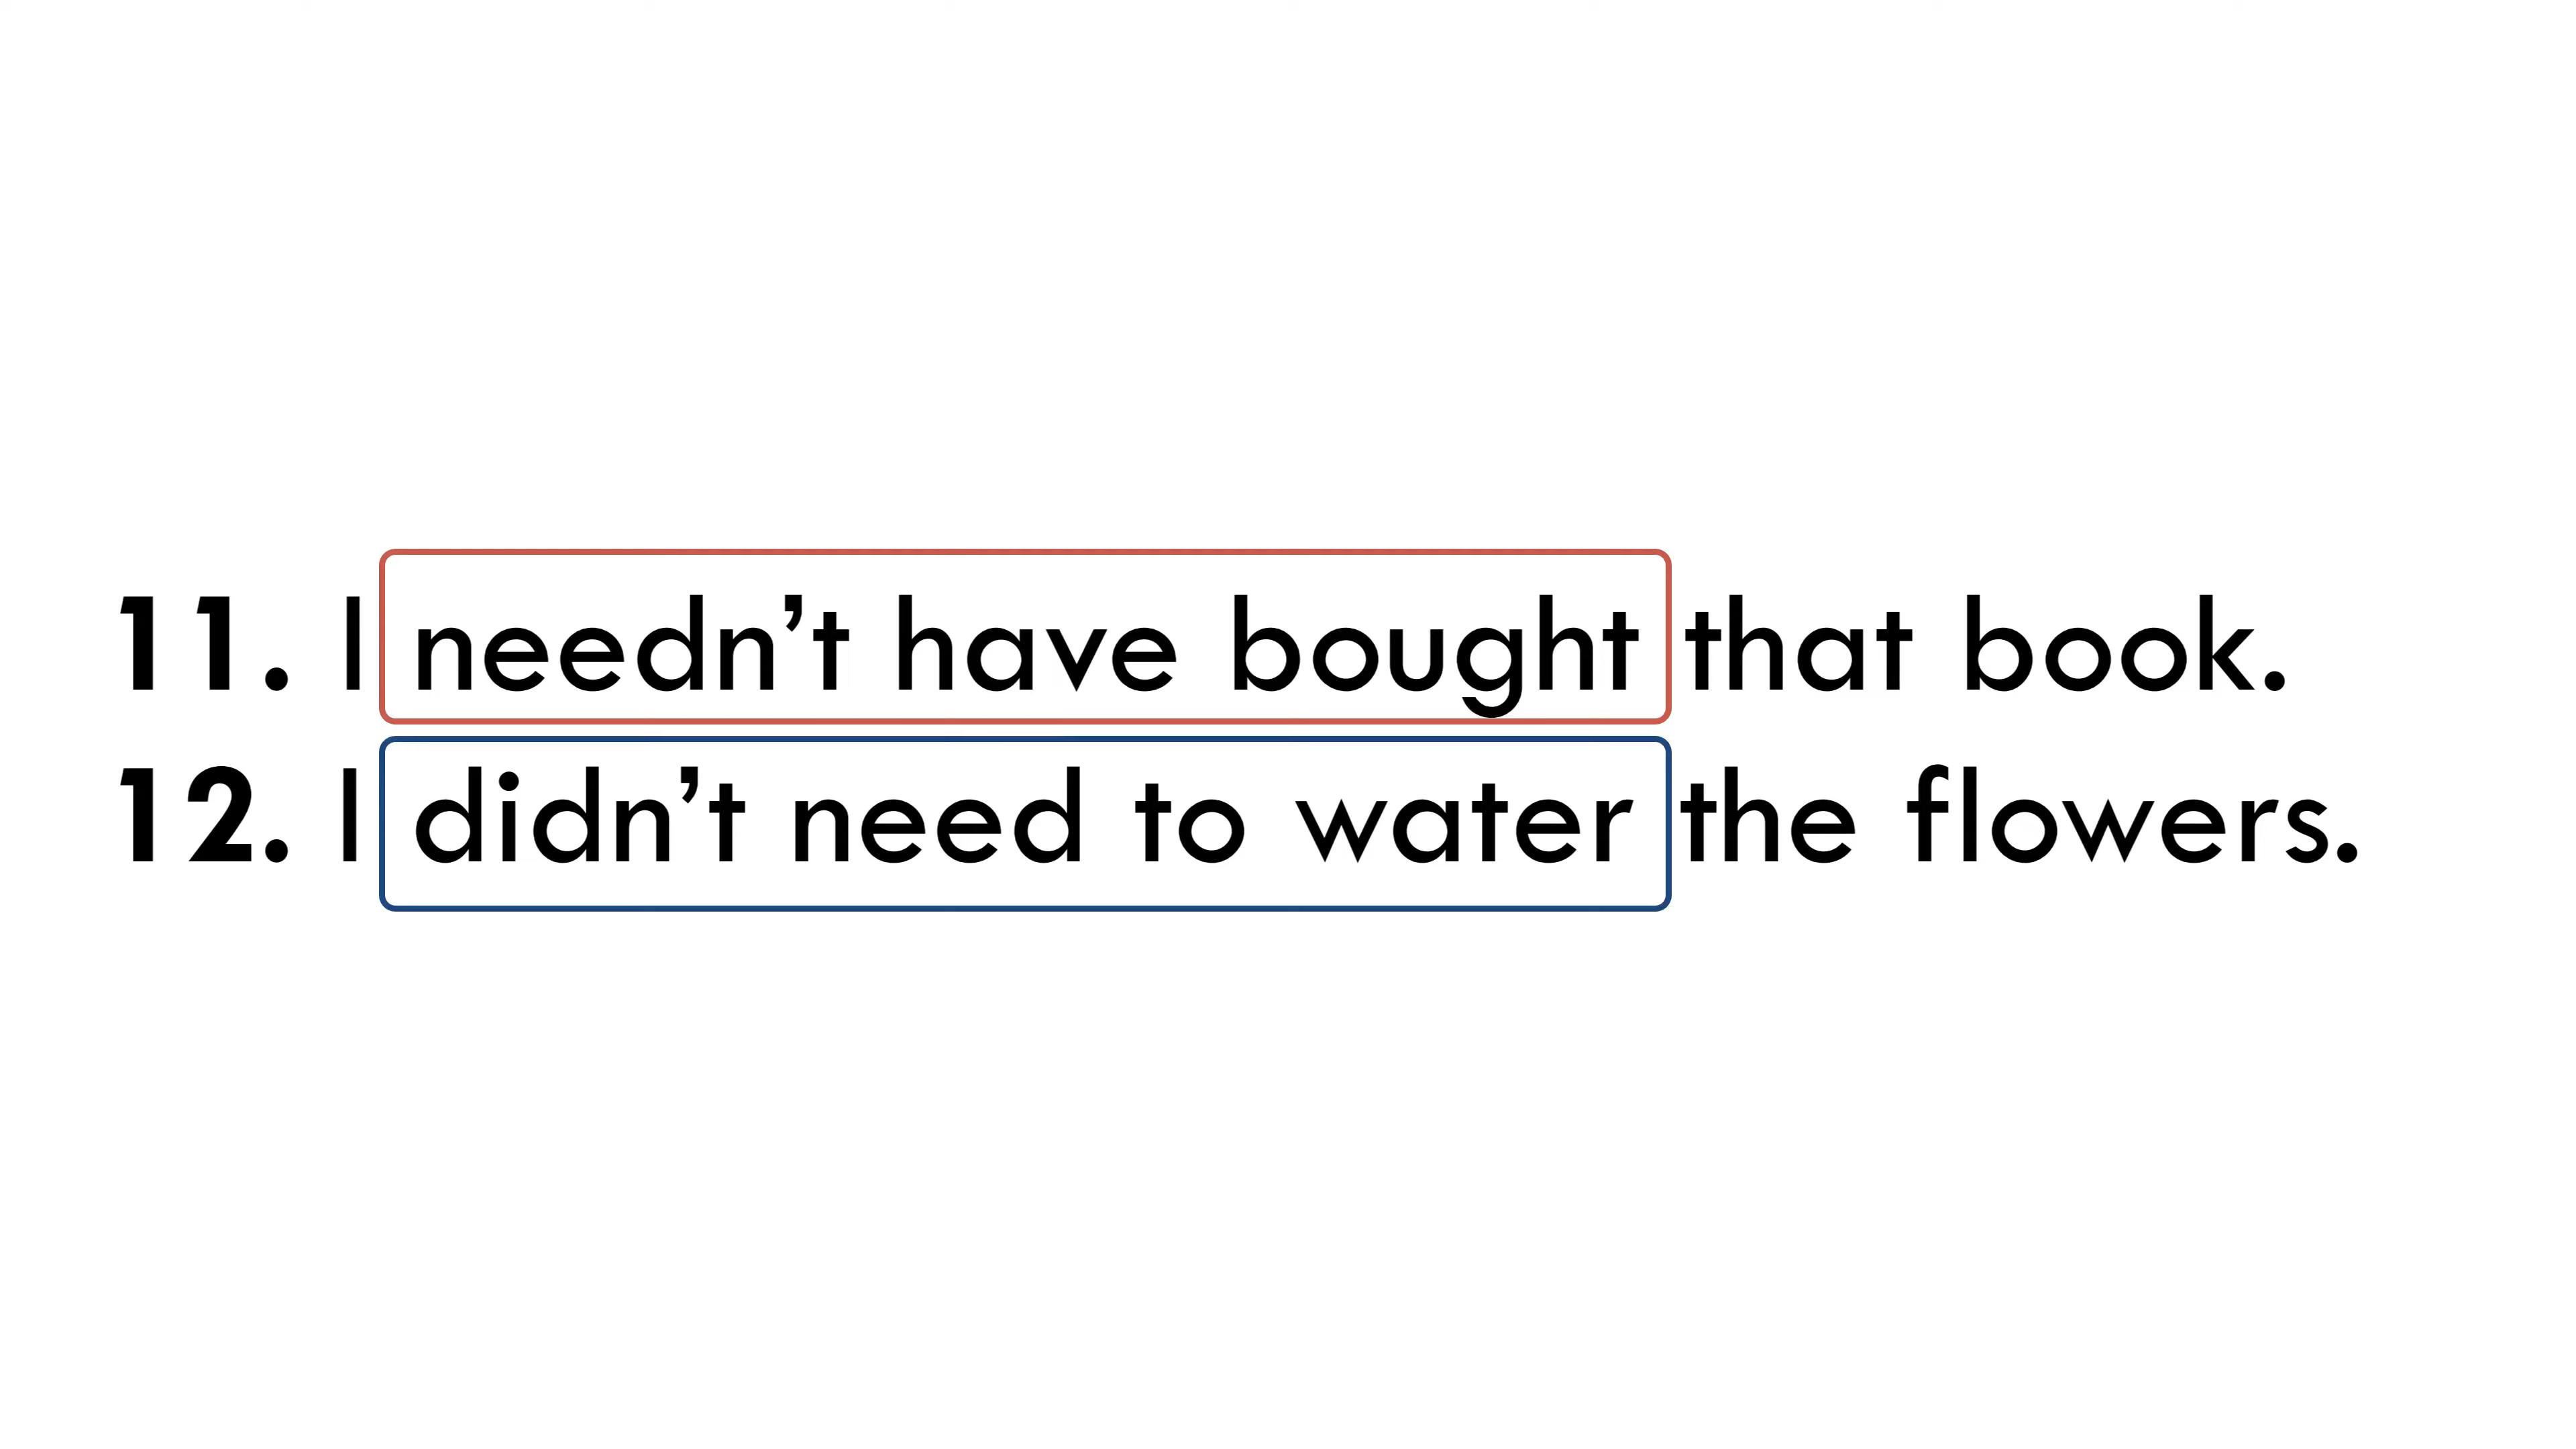 11. I needn’t have bought that book.
12. I didn’t need to water the flowers.